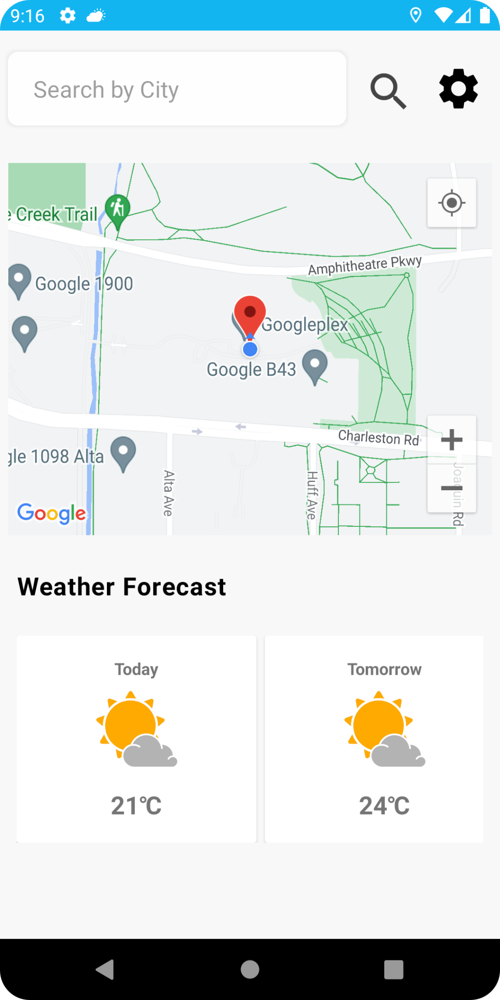 9:16
Search by City
e Creek Trail
Amphitheatre Pkwy
Google 1900
Googleplex
Google B43
Charleston Rd
gle 1098 Alta
Alta Ave
Huff Ave
Joaquin Rd
Google
Weather Forecast
Today
Tomorrow
21°C
24°C